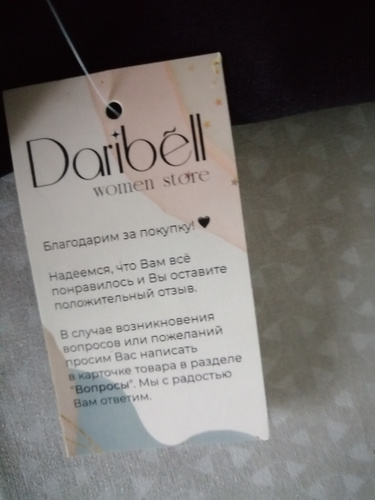 Daribell
women store
Благодарим за покупку! 🖤
Надеемся, что Вам всё
понравилось и Вы оставите
положительный отзыв.
В случае возникновения
вопросов или пожеланий
просим Вас написать
в карточке товара в разделе
"Вопросы". Мы с радостью
Вам ответим.